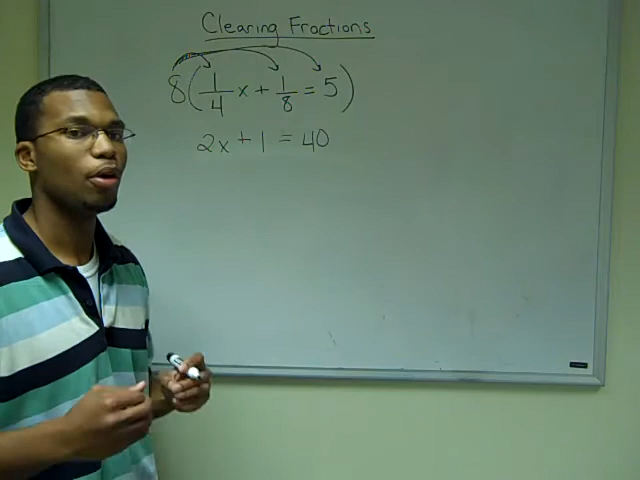 Clearing Fractions
8(1/4 x + 1/8 = 5)
2x + 1 = 40